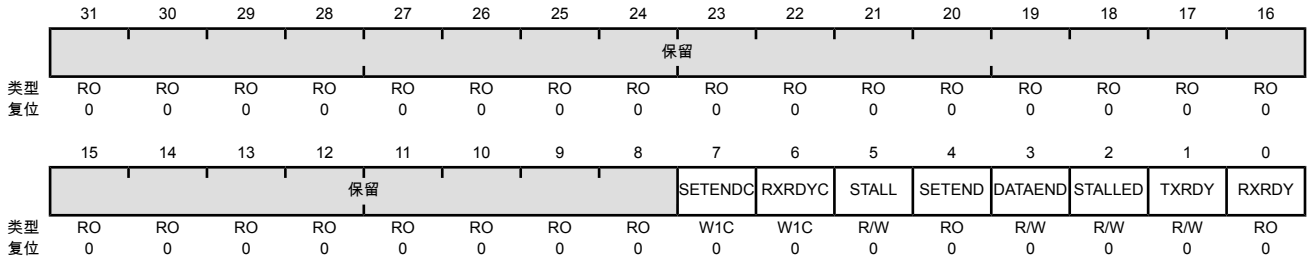 31 30 29 28 27 26 25 24 23 22 21 20 19 18 17 16
保留
类型 RO RO RO RO RO RO RO RO RO RO RO RO RO RO RO RO
复位 0 0 0 0 0 0 0 0 0 0 0 0 0 0 0 0
15 14 13 12 11 10 9 8 7 6 5 4 3 2 1 0
保留 SETENDC RXRDYC STALL SETEND DATAEND STALLED TXRDY RXRDY
类型 RO RO RO RO RO RO RO RO W1C W1C R/W RO R/W R/W R/W RO
复位 0 0 0 0 0 0 0 0 0 0 0 0 0 0 0 0